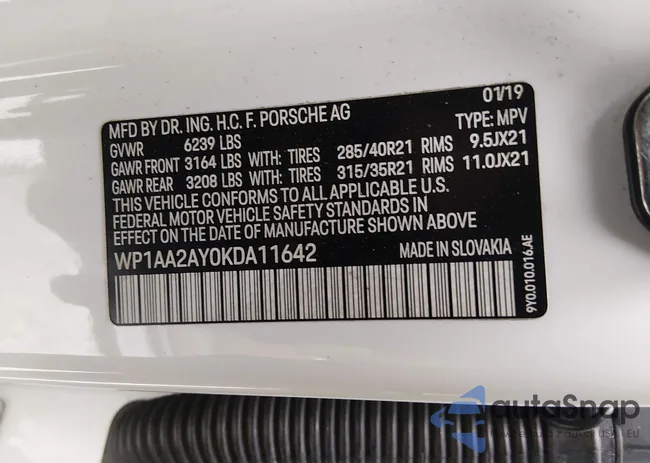 MFD BY DR. ING. H.C. F. PORSCHE AG 01/19
GVWR 6239 LBS TYPE: MPV
GAWR FRONT 3164 LBS WITH: TIRES 285/40R21 RIMS 9.5JX21
GAWR REAR 3208 LBS WITH: TIRES 315/35R21 RIMS 11.0JX21
THIS VEHICLE CONFORMS TO ALL APPLICABLE U.S.
FEDERAL MOTOR VEHICLE SAFETY STANDARDS IN
EFFECT ON THE DATE OF MANUFACTURE SHOWN ABOVE
WP1AA2AY0KDA11642 MADE IN SLOVAKIA
9Y0.010.016.AE
autoSnap